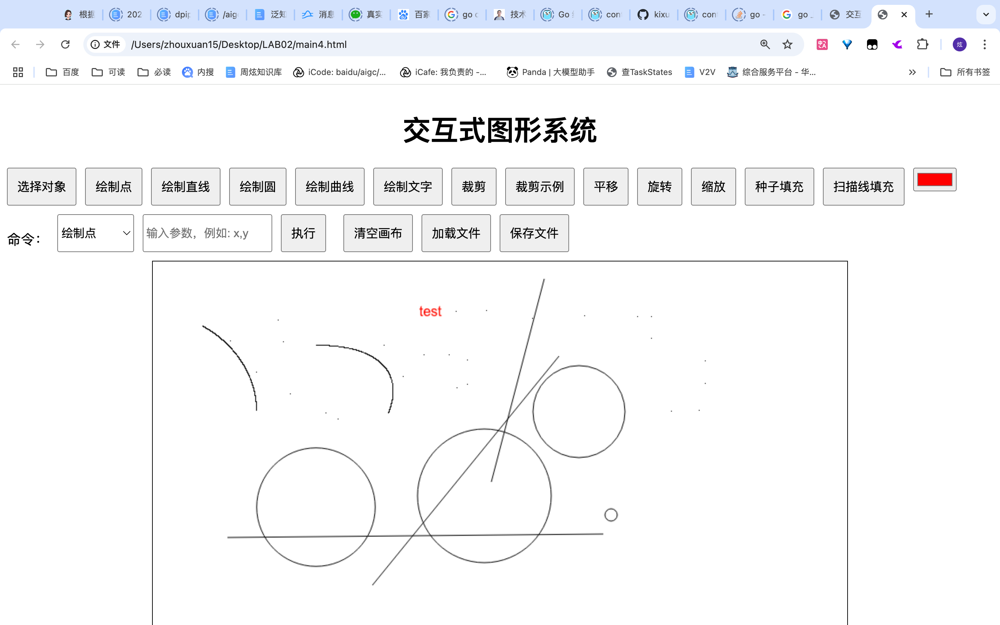 根据 202 dpip /aig 泛知 消息 真实 百家 go c 技术 Go con kixu con go - go _ 交互
文件 /Users/zhouxuan15/Desktop/LAB02/main4.html 炫
百度 可读 必读 内搜 周炫知识库 iCode: baidu/aigc/... iCafe: 我负责的 -... Panda | 大模型助手 查TaskStates V2V 综合服务平台 - 华... 所有书签
交互式图形系统
选择对象 绘制点 绘制直线 绘制圆 绘制曲线 绘制文字 裁剪 裁剪示例 平移 旋转 缩放 种子填充 扫描线填充
命令： 绘制点 输入参数，例如: x,y 执行 清空画布 加载文件 保存文件
test